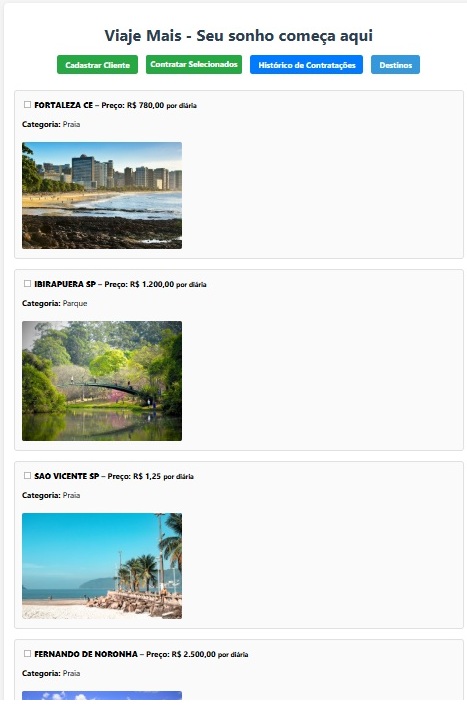 Viaje Mais - Seu sonho começa aqui
Cadastrar Cliente Contratar Selecionados Histórico de Contratações Destinos
FORTALEZA CE – Preço: R$ 780,00 por diária
Categoria: Praia
IBIRAPUERA SP – Preço: R$ 1.200,00 por diária
Categoria: Parque
SAO VICENTE SP – Preço: R$ 1,25 por diária
Categoria: Praia
FERNANDO DE NORONHA – Preço: R$ 2.500,00 por diária
Categoria: Praia